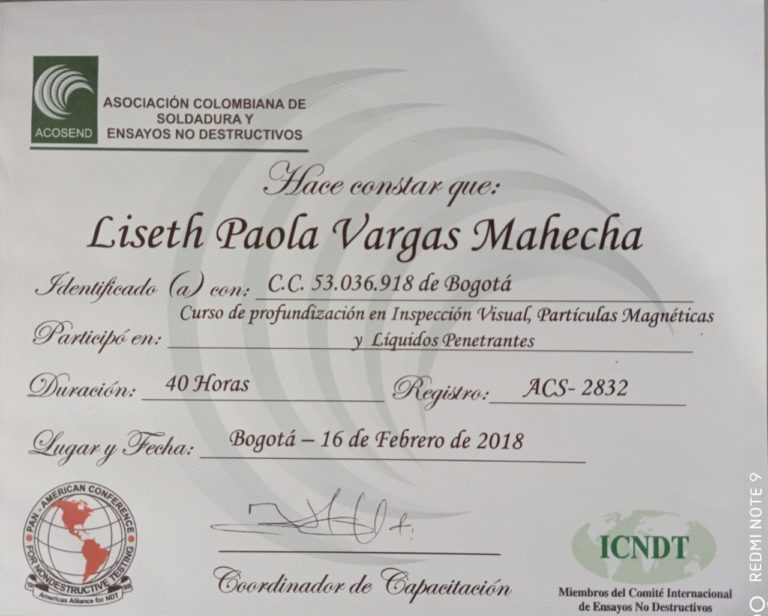 ACOSEND
ASOCIACIÓN COLOMBIANA DE
SOLDADURA Y
ENSAYOS NO DESTRUCTIVOS
Hace constar que:
Liseth Paola Vargas Mahecha
Identificado (a) con: C.C. 53.036.918 de Bogotá
Curso de profundización en Inspección Visual, Partículas Magnéticas
Participó en: y Líquidos Penetrantes
Duración: 40 Horas Registro: ACS- 2832
Lugar y Fecha: Bogotá – 16 de Febrero de 2018
PAN - AMERICAN CONFERENCE
FOR NONDESTRUCTIVE TESTING
Americas Alliance for NDT
Coordinador de Capacitación
ICNDT
Miembros del Comité Internacional
de Ensayos No Destructivos
REDMI NOTE 9